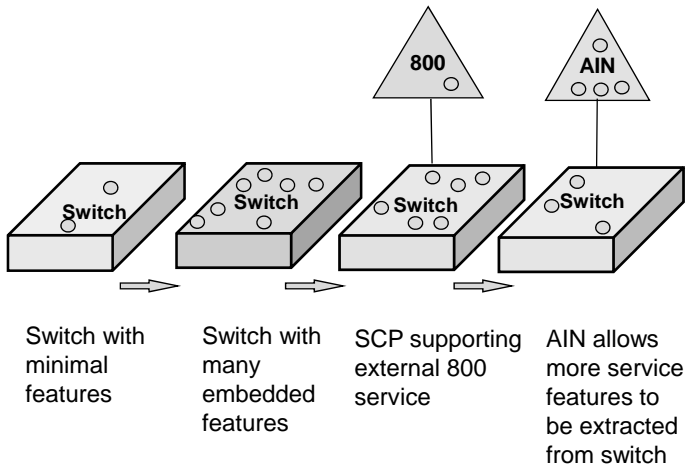 800
AIN
Switch
Switch
Switch
Switch
Switch with
minimal
features
Switch with
many
embedded
features
SCP supporting
external 800
service
AIN allows
more service
features to
be extracted
from switch